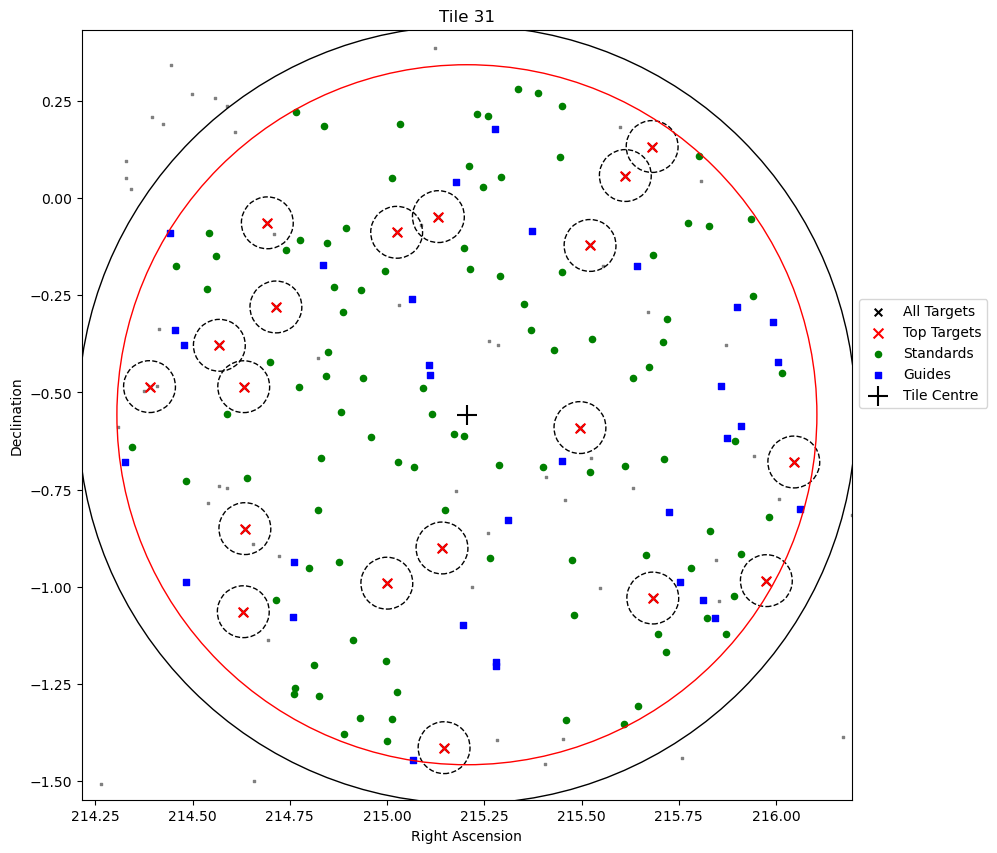 Tile 31
0.25
0.00
−0.25
−0.50
−0.75
−1.00
−1.25
−1.50
Declination
214.25 214.50 214.75 215.00 215.25 215.50 215.75 216.00
Right Ascension
All Targets
Top Targets
Standards
Guides
Tile Centre